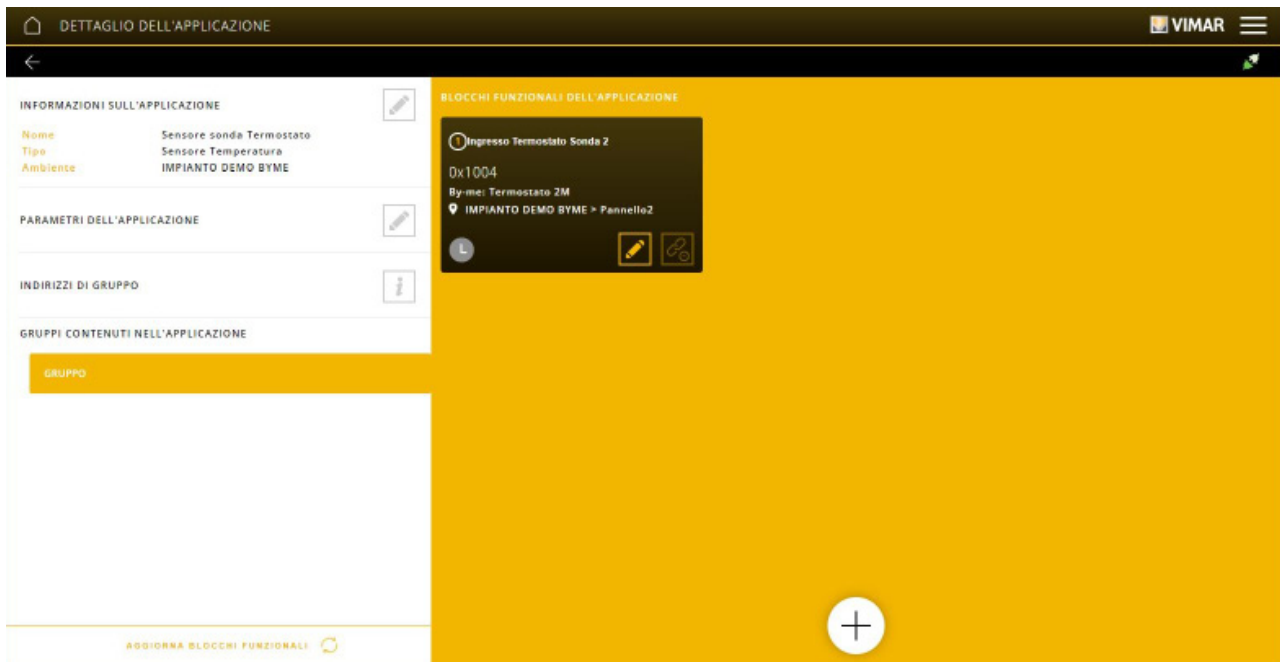 DETTAGLIO DELL'APPLICAZIONE
VIMAR
INFORMAZIONI SULL'APPLICAZIONE
Nome Sensore sonda Termostato
Tipo Sensore Temperatura
Ambiente IMPIANTO DEMO BYME
PARAMETRI DELL'APPLICAZIONE
INDIRIZZI DI GRUPPO
GRUPPI CONTENUTI NELL'APPLICAZIONE
GRUPPO
AGGIORNA BLOCCHI FUNZIONALI
BLOCCHI FUNZIONALI DELL'APPLICAZIONE
1 Ingresso Termostato Sonda 2
0x1004
By-me: Termostato 2M
IMPIANTO DEMO BYME > Pannello2
L